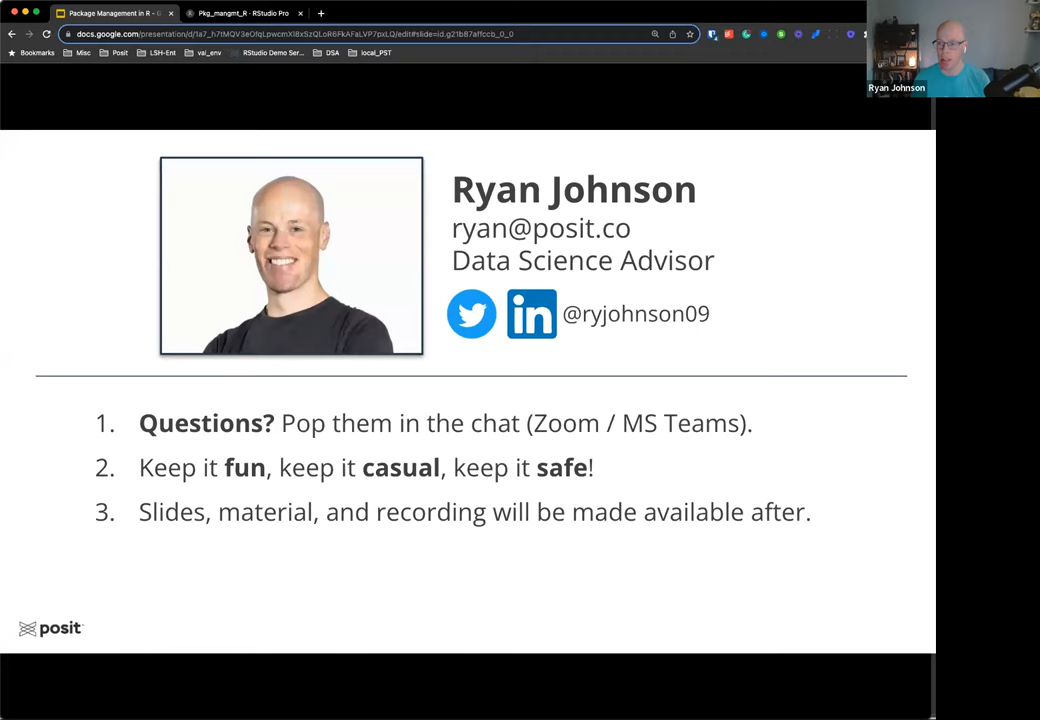 Package Management in R - G
Pkg_mangmt_R · RStudio Pro
docs.google.com/presentation/d/1a7_h7tMQV3eOfqLpwcmXl8xSzQLoR6FkAFaLVP7pxLQ/edit#slide=id.g21b87affccb_0_0
Bookmarks
Misc
Posit
LSH-Ent
val_env
RStudio Demo Ser...
DSA
local_PST
Ryan Johnson
Ryan Johnson
ryan@posit.co
Data Science Advisor
in @ryjohnson09
1. Questions? Pop them in the chat (Zoom / MS Teams).
2. Keep it fun, keep it casual, keep it safe!
3. Slides, material, and recording will be made available after.
posit